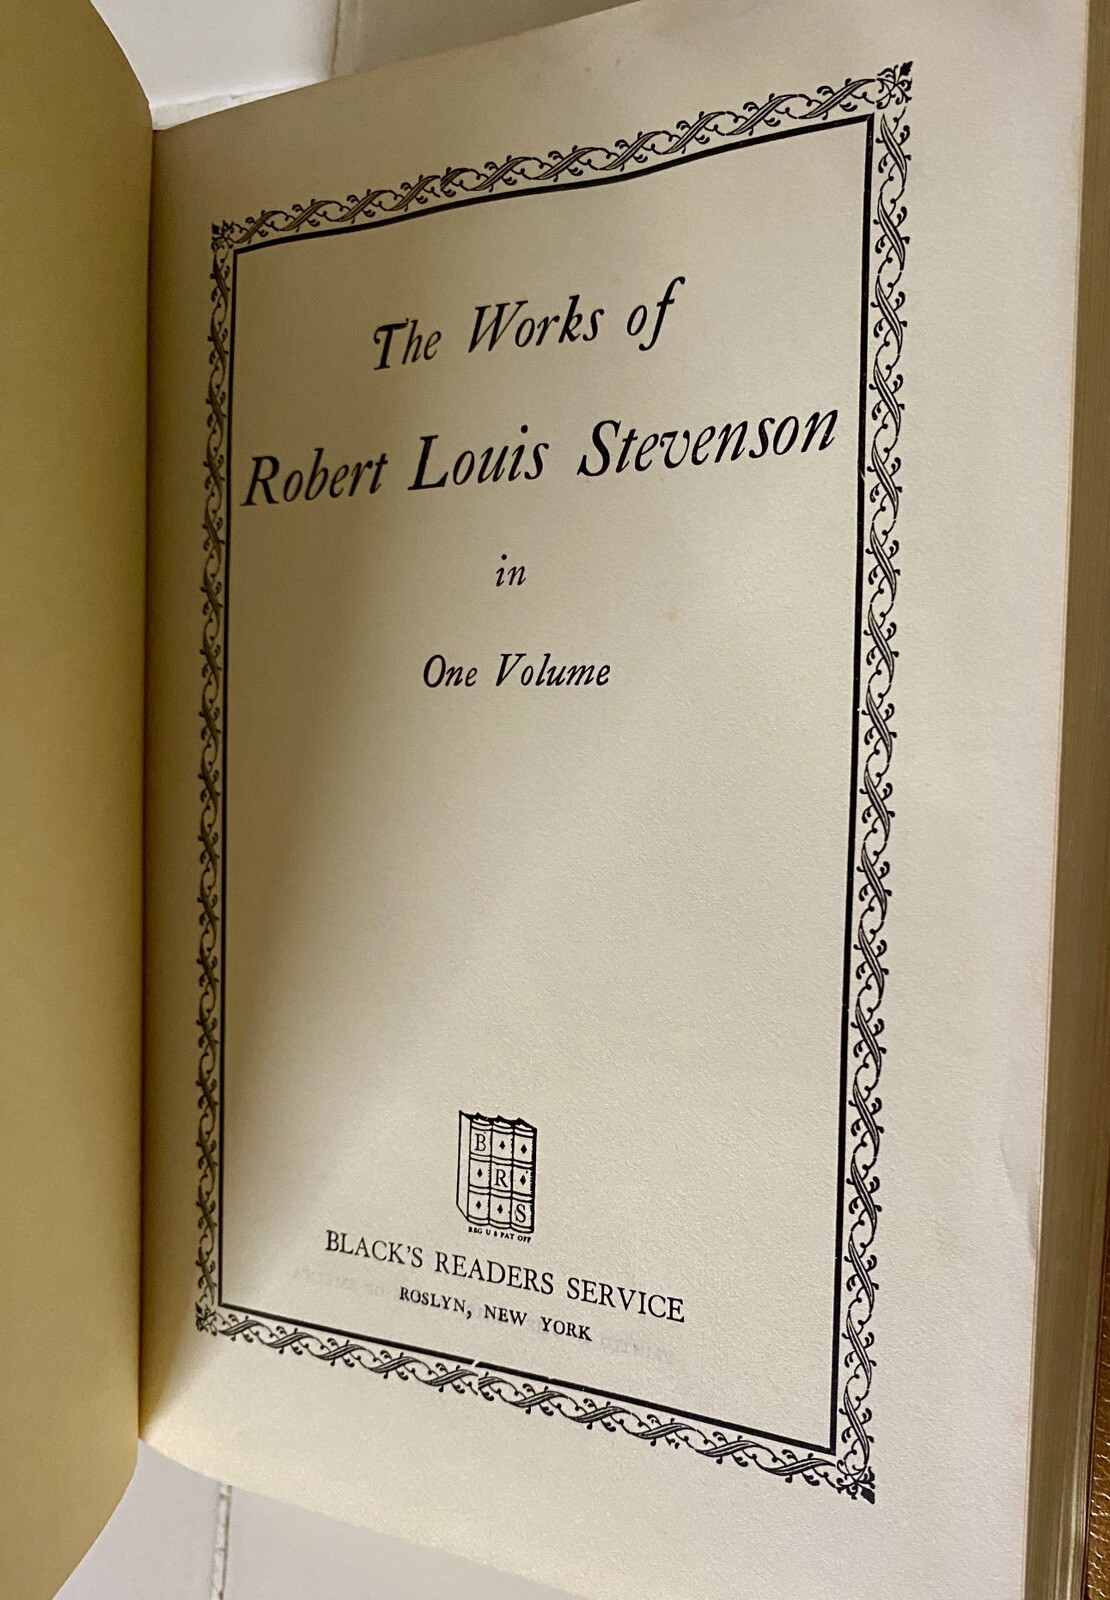 The Works of
Robert Louis Stevenson
in
One Volume
B
R
S
REG U S PAT OFF
BLACK'S READERS SERVICE
ROSLYN, NEW YORK